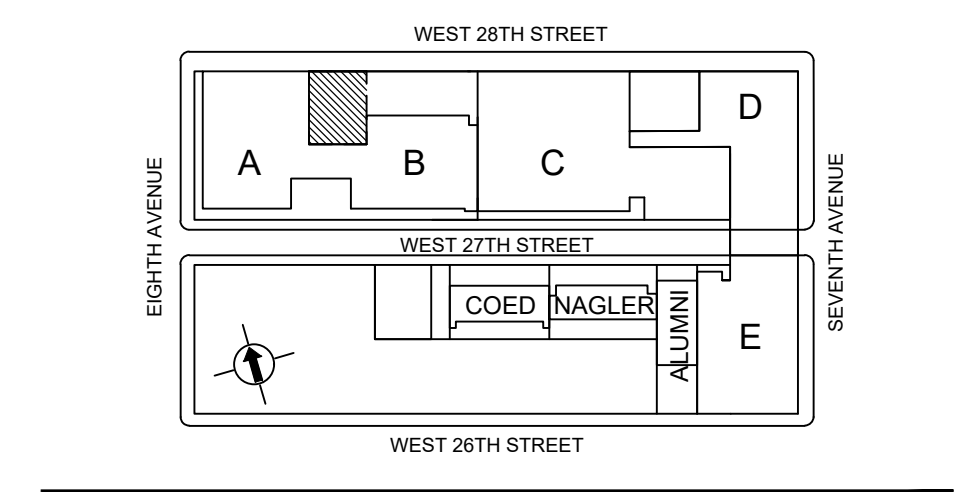 WEST 28TH STREET
D
A
B
C
EIGHTH AVENUE
SEVENTH AVENUE
WEST 27TH STREET
COED
NAGLER
ALUMNI
E
WEST 26TH STREET